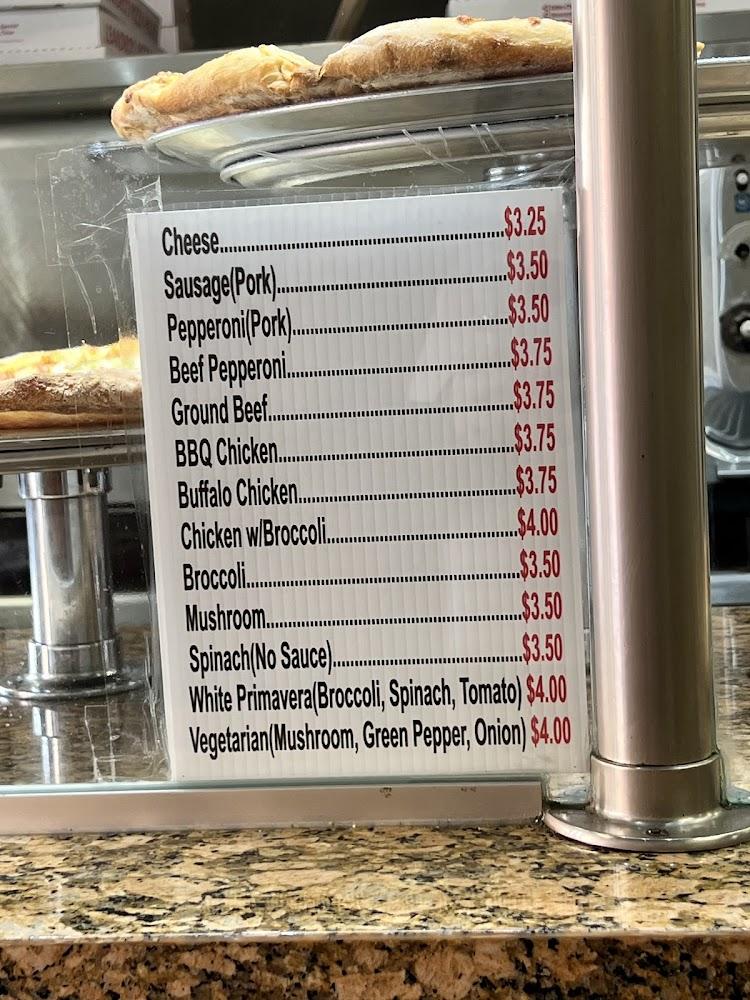 Cheese..........$3.25
Sausage(Pork)..........$3.50
Pepperoni(Pork)..........$3.50
Beef Pepperoni..........$3.75
Ground Beef..........$3.75
BBQ Chicken..........$3.75
Buffalo Chicken..........$3.75
Chicken w/Broccoli..........$4.00
Broccoli..........$3.50
Mushroom..........$3.50
Spinach(No Sauce)..........$3.50
White Primavera(Broccoli, Spinach, Tomato) $4.00
Vegetarian(Mushroom, Green Pepper, Onion) $4.00